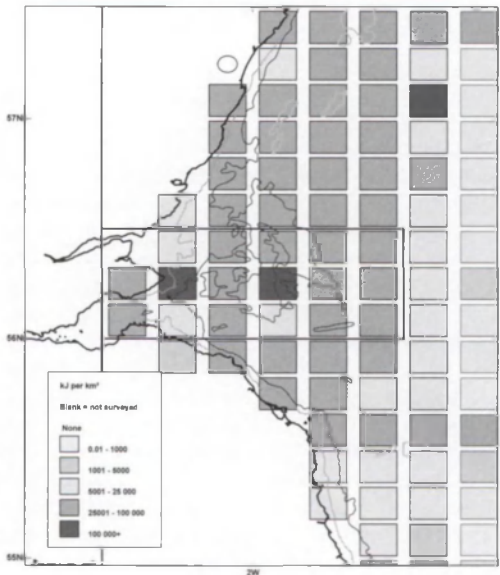 57N
56N
kJ per km²
Blank = not surveyed
None
0.01 - 1000
1001 - 5000
5001 - 25 000
25001 - 100 000
100 000+
55N
2W